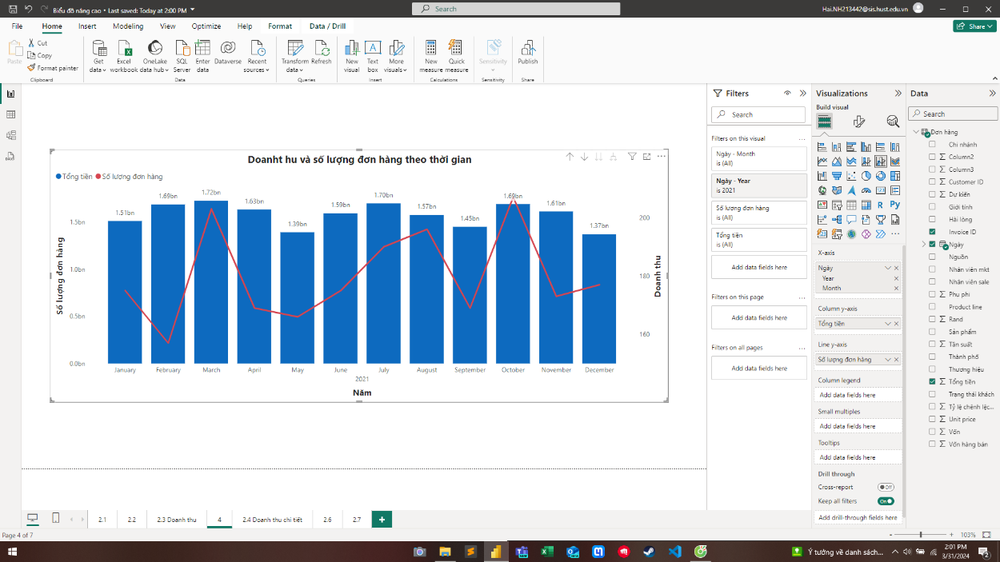 Biểu đồ nâng cao • Last saved: Today at 2:00 PM
Search
Hai.NH213442@sis.hust.edu.vn
File Home Insert Modeling View Optimize Help Format Data / Drill
Share
Paste
Cut
Copy
Format painter
Clipboard
Get data
Excel workbook
OneLake data hub
SQL Server
Enter data
Dataverse
Recent sources
Data
Transform data
Refresh
Queries
New visual
Text box
More visuals
Insert
New measure
Quick measure
Calculations
Sensitivity
Sensitivity
Publish
Share
Doanht hu và số lượng đơn hàng theo thời gian
Tổng tiền Số lượng đơn hàng
1.51bn 1.69bn 1.72bn 1.63bn 1.39bn 1.59bn 1.70bn 1.57bn 1.45bn 1.69bn 1.61bn 1.37bn
1.5bn
1.0bn
0.5bn
0.0bn
Số lượng đơn hàng
200
180
160
Doanh thu
January February March April May June July August September October November December
2021
Năm
Filters
Search
Filters on this visual ...
Ngày - Month
is (All)
Ngày - Year
is 2021
Số lượng đơn hàng
is (All)
Tổng tiền
is (All)
Add data fields here
Filters on this page ...
Add data fields here
Filters on all pages ...
Add data fields here
Visualizations
Build visual
R Py
X-axis
Ngày
Year
Month
Column y-axis
Tổng tiền
Line y-axis
Số lượng đơn hàng
Column legend
Add data fields here
Small multiples
Add data fields here
Tooltips
Add data fields here
Drill through
Cross-report Off
Keep all filters On
Add drill-through fields here
Data
Search
Đơn hàng
Chi nhánh
Column2
Column3
Customer ID
Dự kiến
Giới tính
Hài lòng
Invoice ID
Ngày
Nguồn
Nhân viên mkt
Nhân viên sale
Phụ phí
Product line
Rand
Sản phẩm
Tần suất
Thành phố
Thương hiệu
Tổng tiền
Trạng thái khách
Tỷ lệ chênh lệc...
Unit price
Vốn
Vốn hàng bán
2.1 2.2 2.3 Doanh thu 4 2.4 Doanh thu chi tiết 2.6 2.7 +
Page 4 of 7
- + 103%
Ý tưởng về danh sách...
2:01 PM
3/31/2024
2